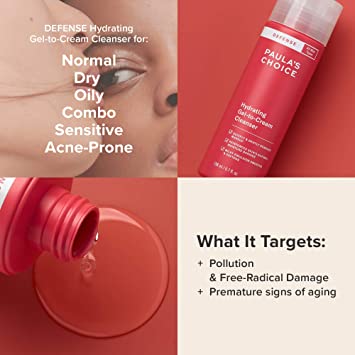 DEFENSE Hydrating
Gel-to-Cream Cleanser for:
Normal
Dry
Oily
Combo
Sensitive
Acne-Prone
DEFENSE
PAULA'S
CHOICE
Hydrating
Gel-to-Cream
Cleanser
What It Targets:
+ Pollution
& Free-Radical Damage
+ Premature signs of aging